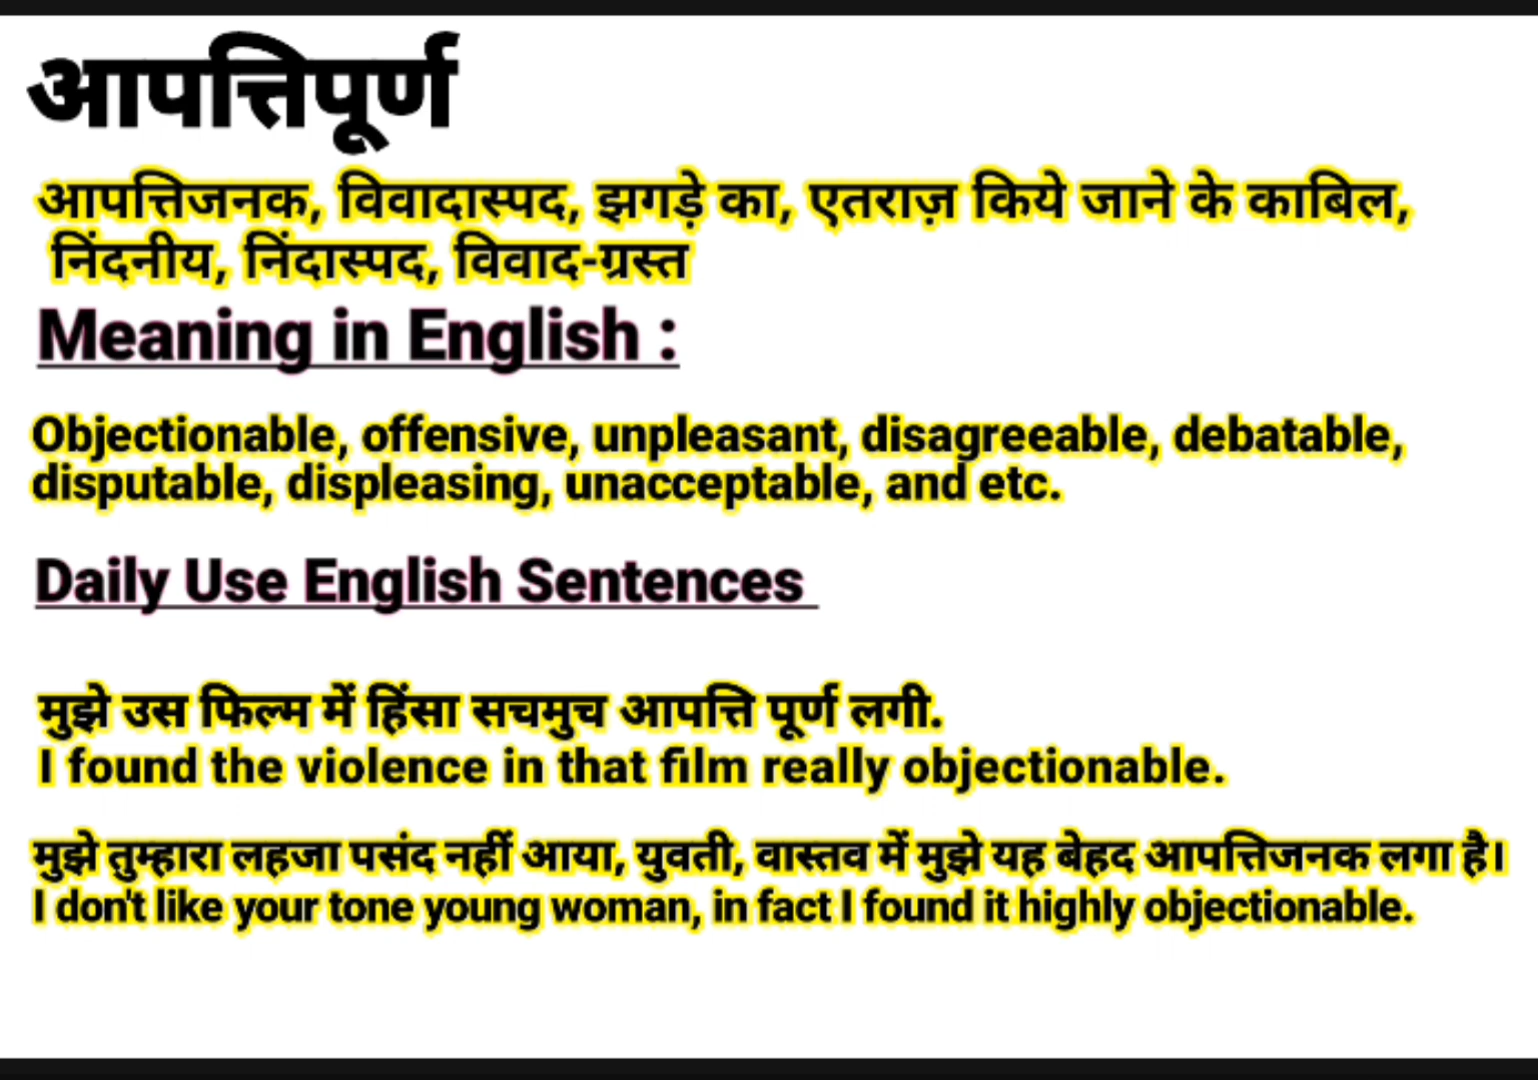 आपत्तिपूर्ण
आपत्तिजनक, विवादास्पद, झगड़े का, एतराज़ किये जाने के काबिल,
निंदनीय, निंदास्पद, विवाद-ग्रस्त
Meaning in English :
Objectionable, offensive, unpleasant, disagreeable, debatable,
disputable, displeasing, unacceptable, and etc.
Daily Use English Sentences
मुझे उस फिल्म में हिंसा सचमुच आपत्ति पूर्ण लगी.
I found the violence in that film really objectionable.
मुझे तुम्हारा लहजा पसंद नहीं आया, युवती, वास्तव में मुझे यह बेहद आपत्तिजनक लगा है।
I don't like your tone young woman, in fact I found it highly objectionable.